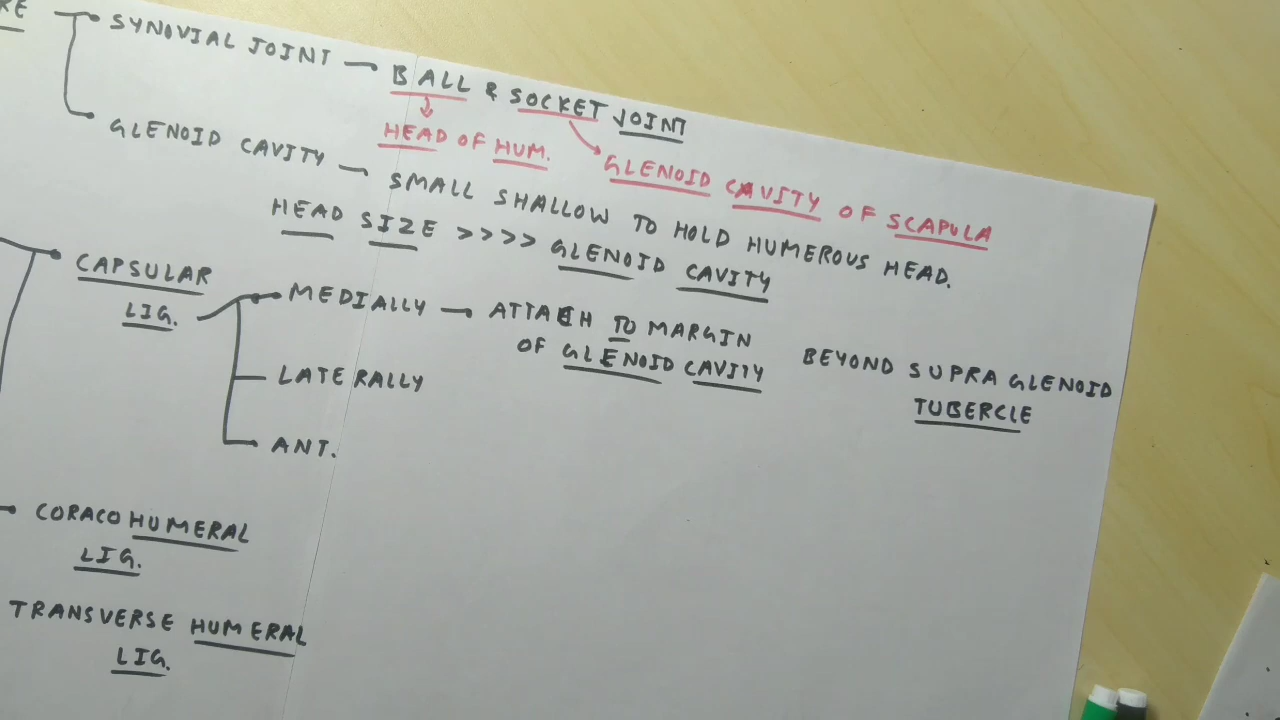 SYNOVIAL JOINT — BALL & SOCKET JOINT
HEAD OF HUM.
GLENOID CAVITY OF SCAPULA
GLENOID CAVITY — SMALL SHALLOW TO HOLD HUMEROUS HEAD.
HEAD SIZE >>>> GLENOID CAVITY
CAPSULAR
LIG.
MEDIALLY — ATTACH TO MARGIN
OF GLENOID CAVITY
BEYOND SUPRA GLENOID
TUBERCLE
LATERALLY
ANT.
CORACOHUMERAL
LIG.
TRANSVERSE HUMERAL
LIG.